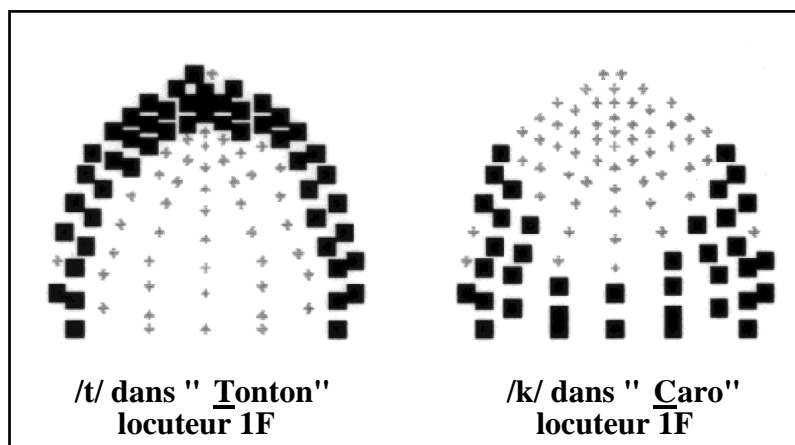 /t/ dans " Tonton"
locuteur 1F
/k/ dans " Caro"
locuteur 1F